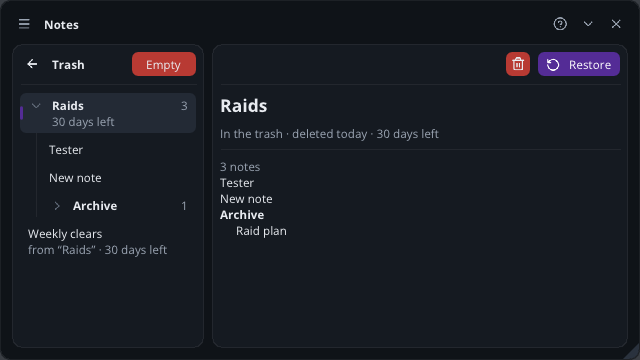 Notes
Trash
Empty
Raids 3
30 days left
Tester
New note
Archive 1
Weekly clears
from “Raids” · 30 days left
Restore
Raids
In the trash · deleted today · 30 days left
3 notes
Tester
New note
Archive
Raid plan